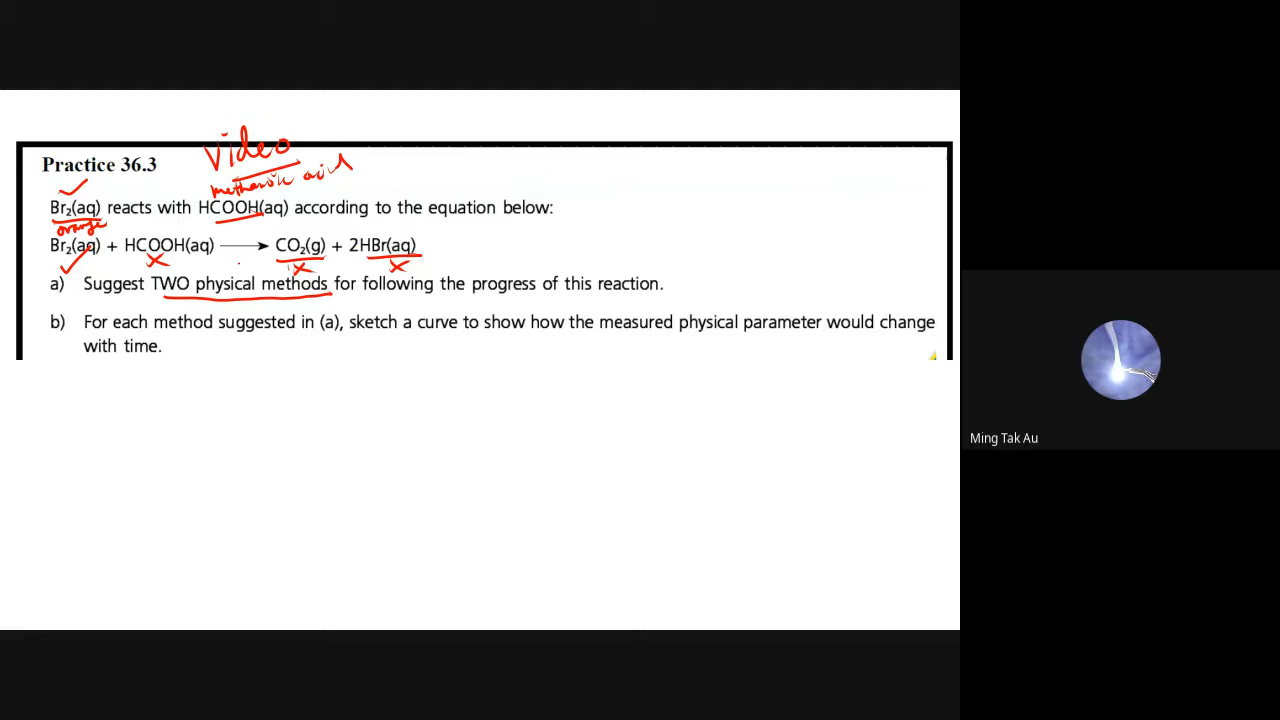 Video
Practice 36.3
methanoic acid
Br₂(aq) reacts with HCOOH(aq) according to the equation below:
orange
Br₂(aq) + HCOOH(aq) ⟶ CO₂(g) + 2HBr(aq)
a) Suggest TWO physical methods for following the progress of this reaction.
b) For each method suggested in (a), sketch a curve to show how the measured physical parameter would change
with time.
Ming Tak Au